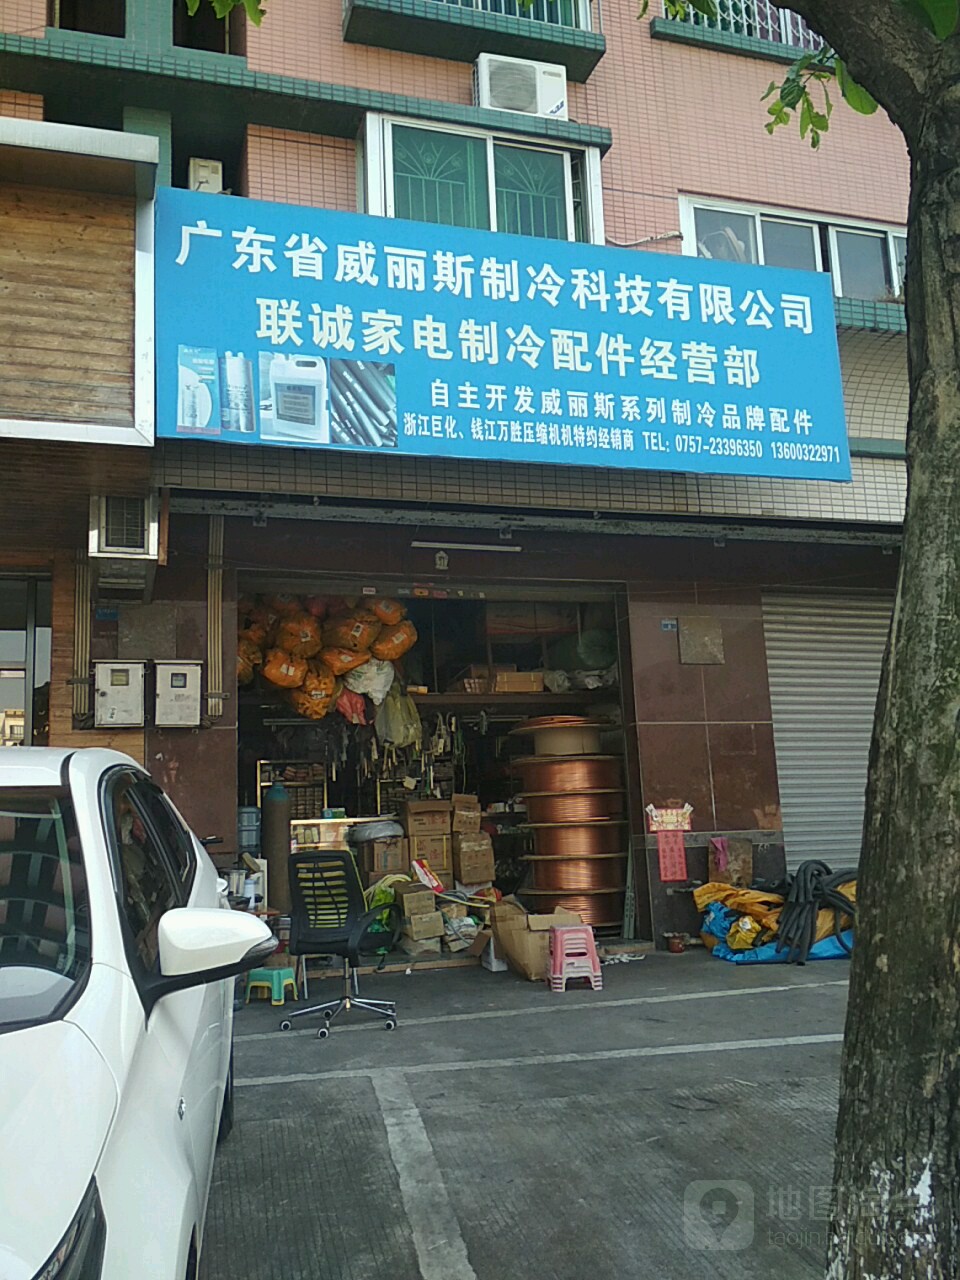 广东省威丽斯制冷科技有限公司
联诚家电制冷配件经营部
自主开发威丽斯系列制冷品牌配件
浙江巨化、钱江万胜压缩机机特约经销商 TEL: 0757-23396350 13600322971
地图淘金